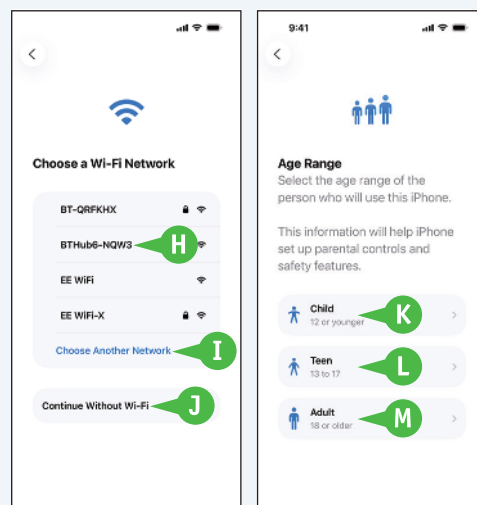 Choose a Wi-Fi Network
BT-QRFKHX
BTHub6-NQW3
H
EE WiFi
EE WiFi-X
Choose Another Network
I
Continue Without Wi-Fi
J
9:41
Age Range
Select the age range of the
person who will use this iPhone.
This information will help iPhone
set up parental controls and
safety features.
Child
12 or younger
K
Teen
13 to 17
L
Adult
18 or older
M